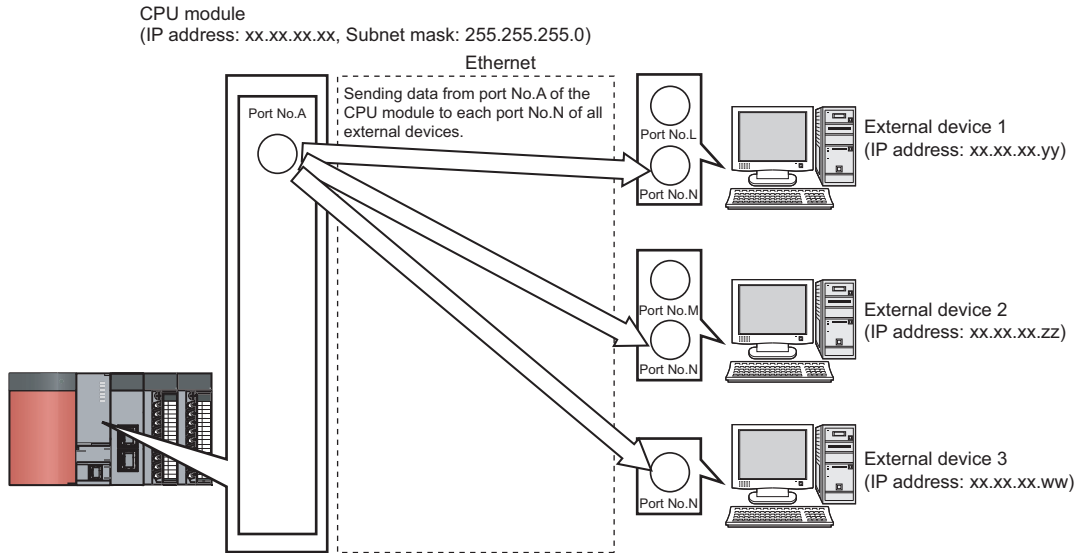 CPU module
(IP address: xx.xx.xx.xx, Subnet mask: 255.255.255.0)
Ethernet
Port No.A
Sending data from port No.A of the
CPU module to each port No.N of all
external devices.
Port No.L
Port No.N
External device 1
(IP address: xx.xx.xx.yy)
Port No.M
Port No.N
External device 2
(IP address: xx.xx.xx.zz)
Port No.N
External device 3
(IP address: xx.xx.xx.ww)